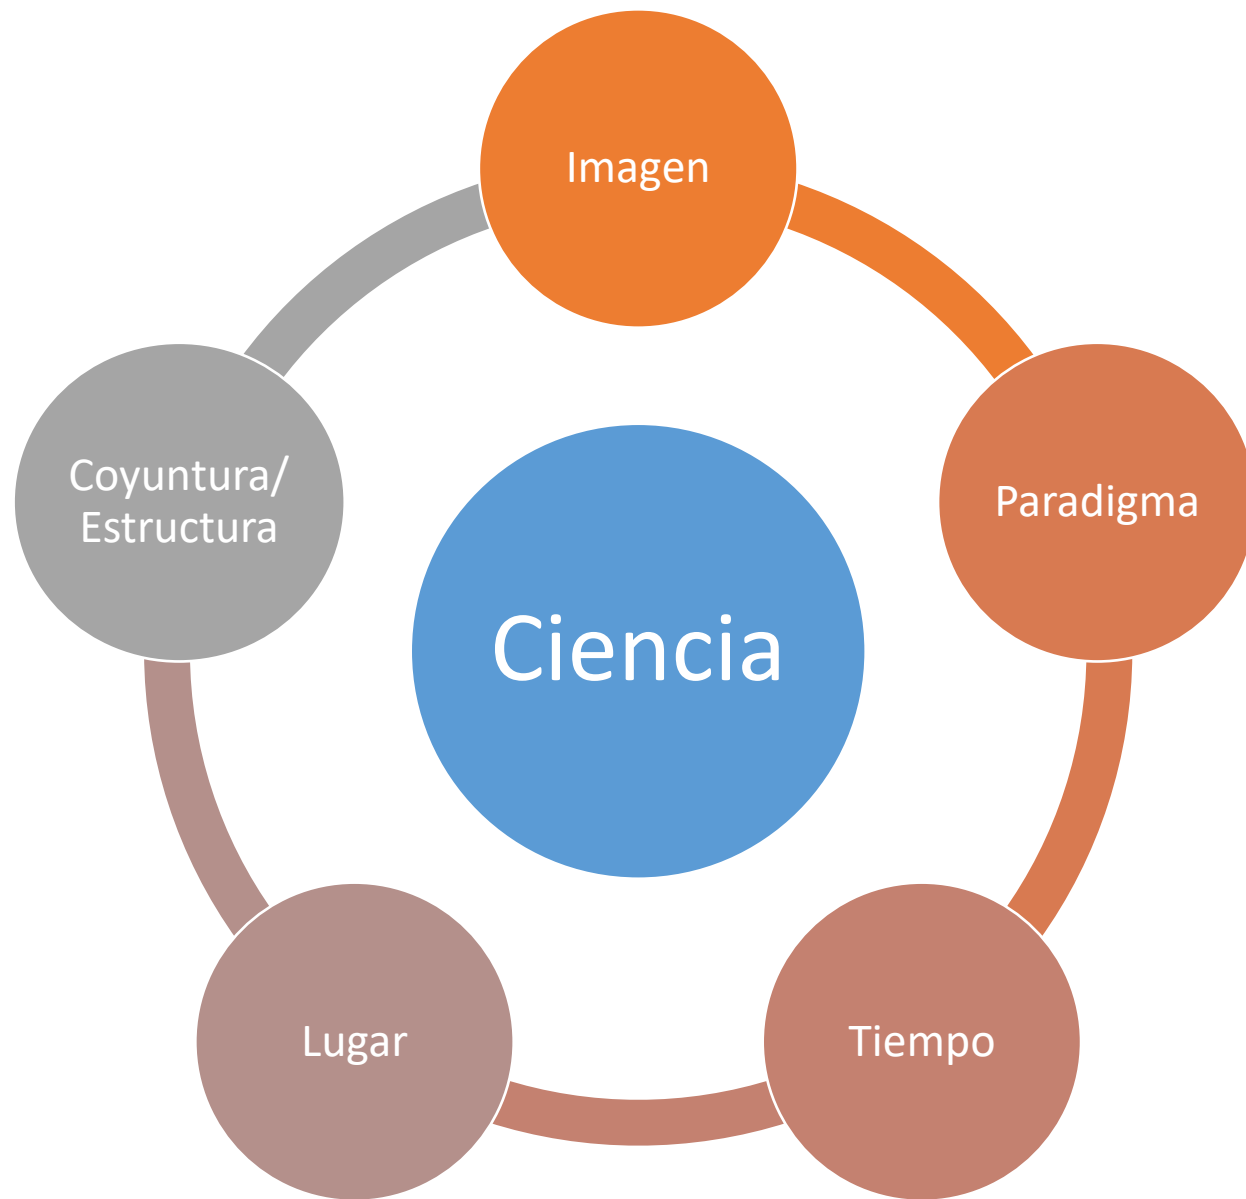 Imagen
Paradigma
Coyuntura/
Estructura
Ciencia
Lugar
Tiempo